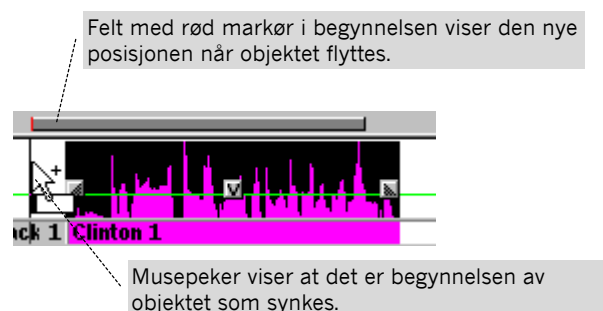 Felt med rød markør i begynnelsen viser den nye
posisjonen når objektet flyttes.
V
ack 1 Clinton 1
Musepeker viser at det er begynnelsen av
objektet som synkes.